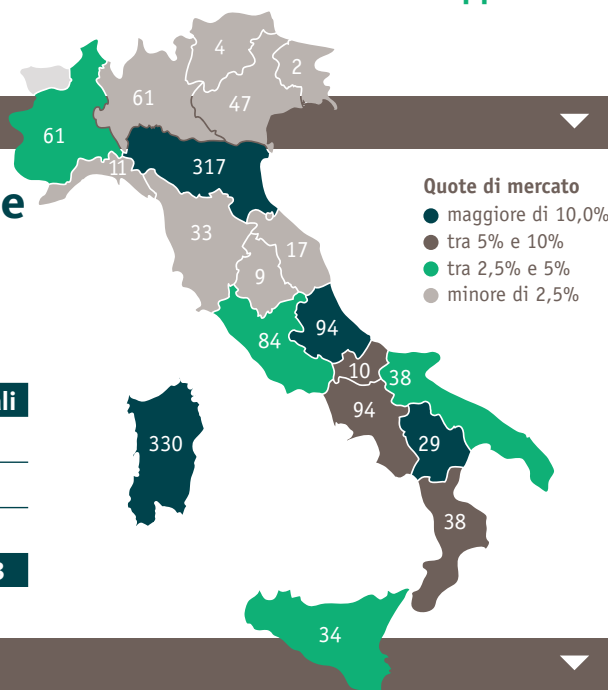 4
2
61
47
61
11
317
e
33
17
9
Quote di mercato
maggiore di 10,0%
tra 5% e 10%
tra 2,5% e 5%
minore di 2,5%
94
84
10
38
94
li
330
29
38
34